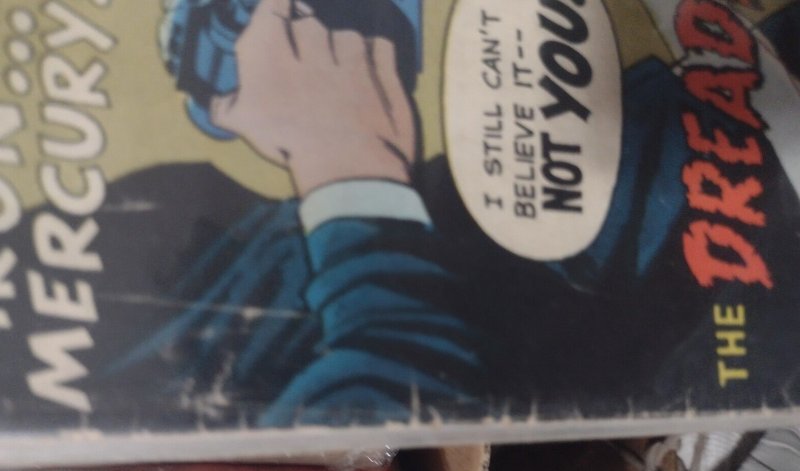 MERCURY
I STILL CAN'T
BELIEVE IT--
NOT YOU
THE DREAD